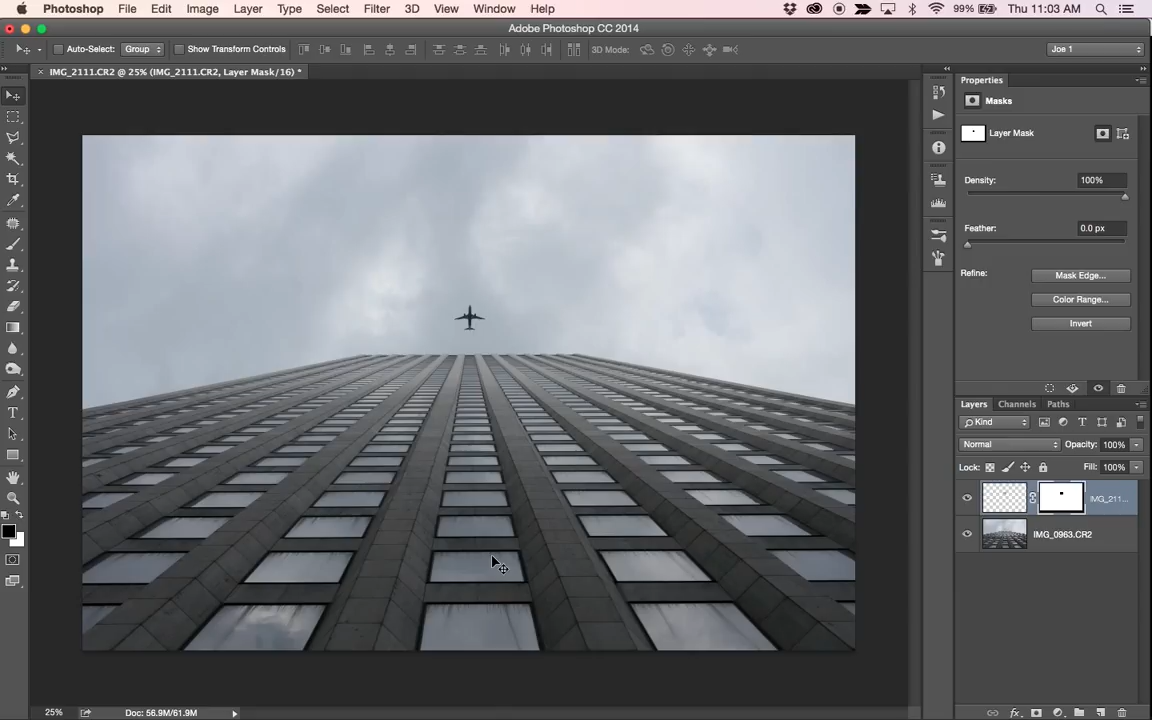 Photoshop File Edit Image Layer Type Select Filter 3D View Window Help 99% Thu 11:03 AM
Adobe Photoshop CC 2014
Auto-Select: Group Show Transform Controls 3D Mode: Joe 1
× IMG_2111.CR2 @ 25% (IMG_2111.CR2, Layer Mask/16) *
Properties
Masks
Layer Mask
Density: 100%
Feather: 0.0 px
Refine: Mask Edge...
Color Range...
Invert
Layers Channels Paths
Kind
Normal Opacity: 100%
Lock: Fill: 100%
IMG_211...
IMG_0963.CR2
25% Doc: 56.9M/61.9M